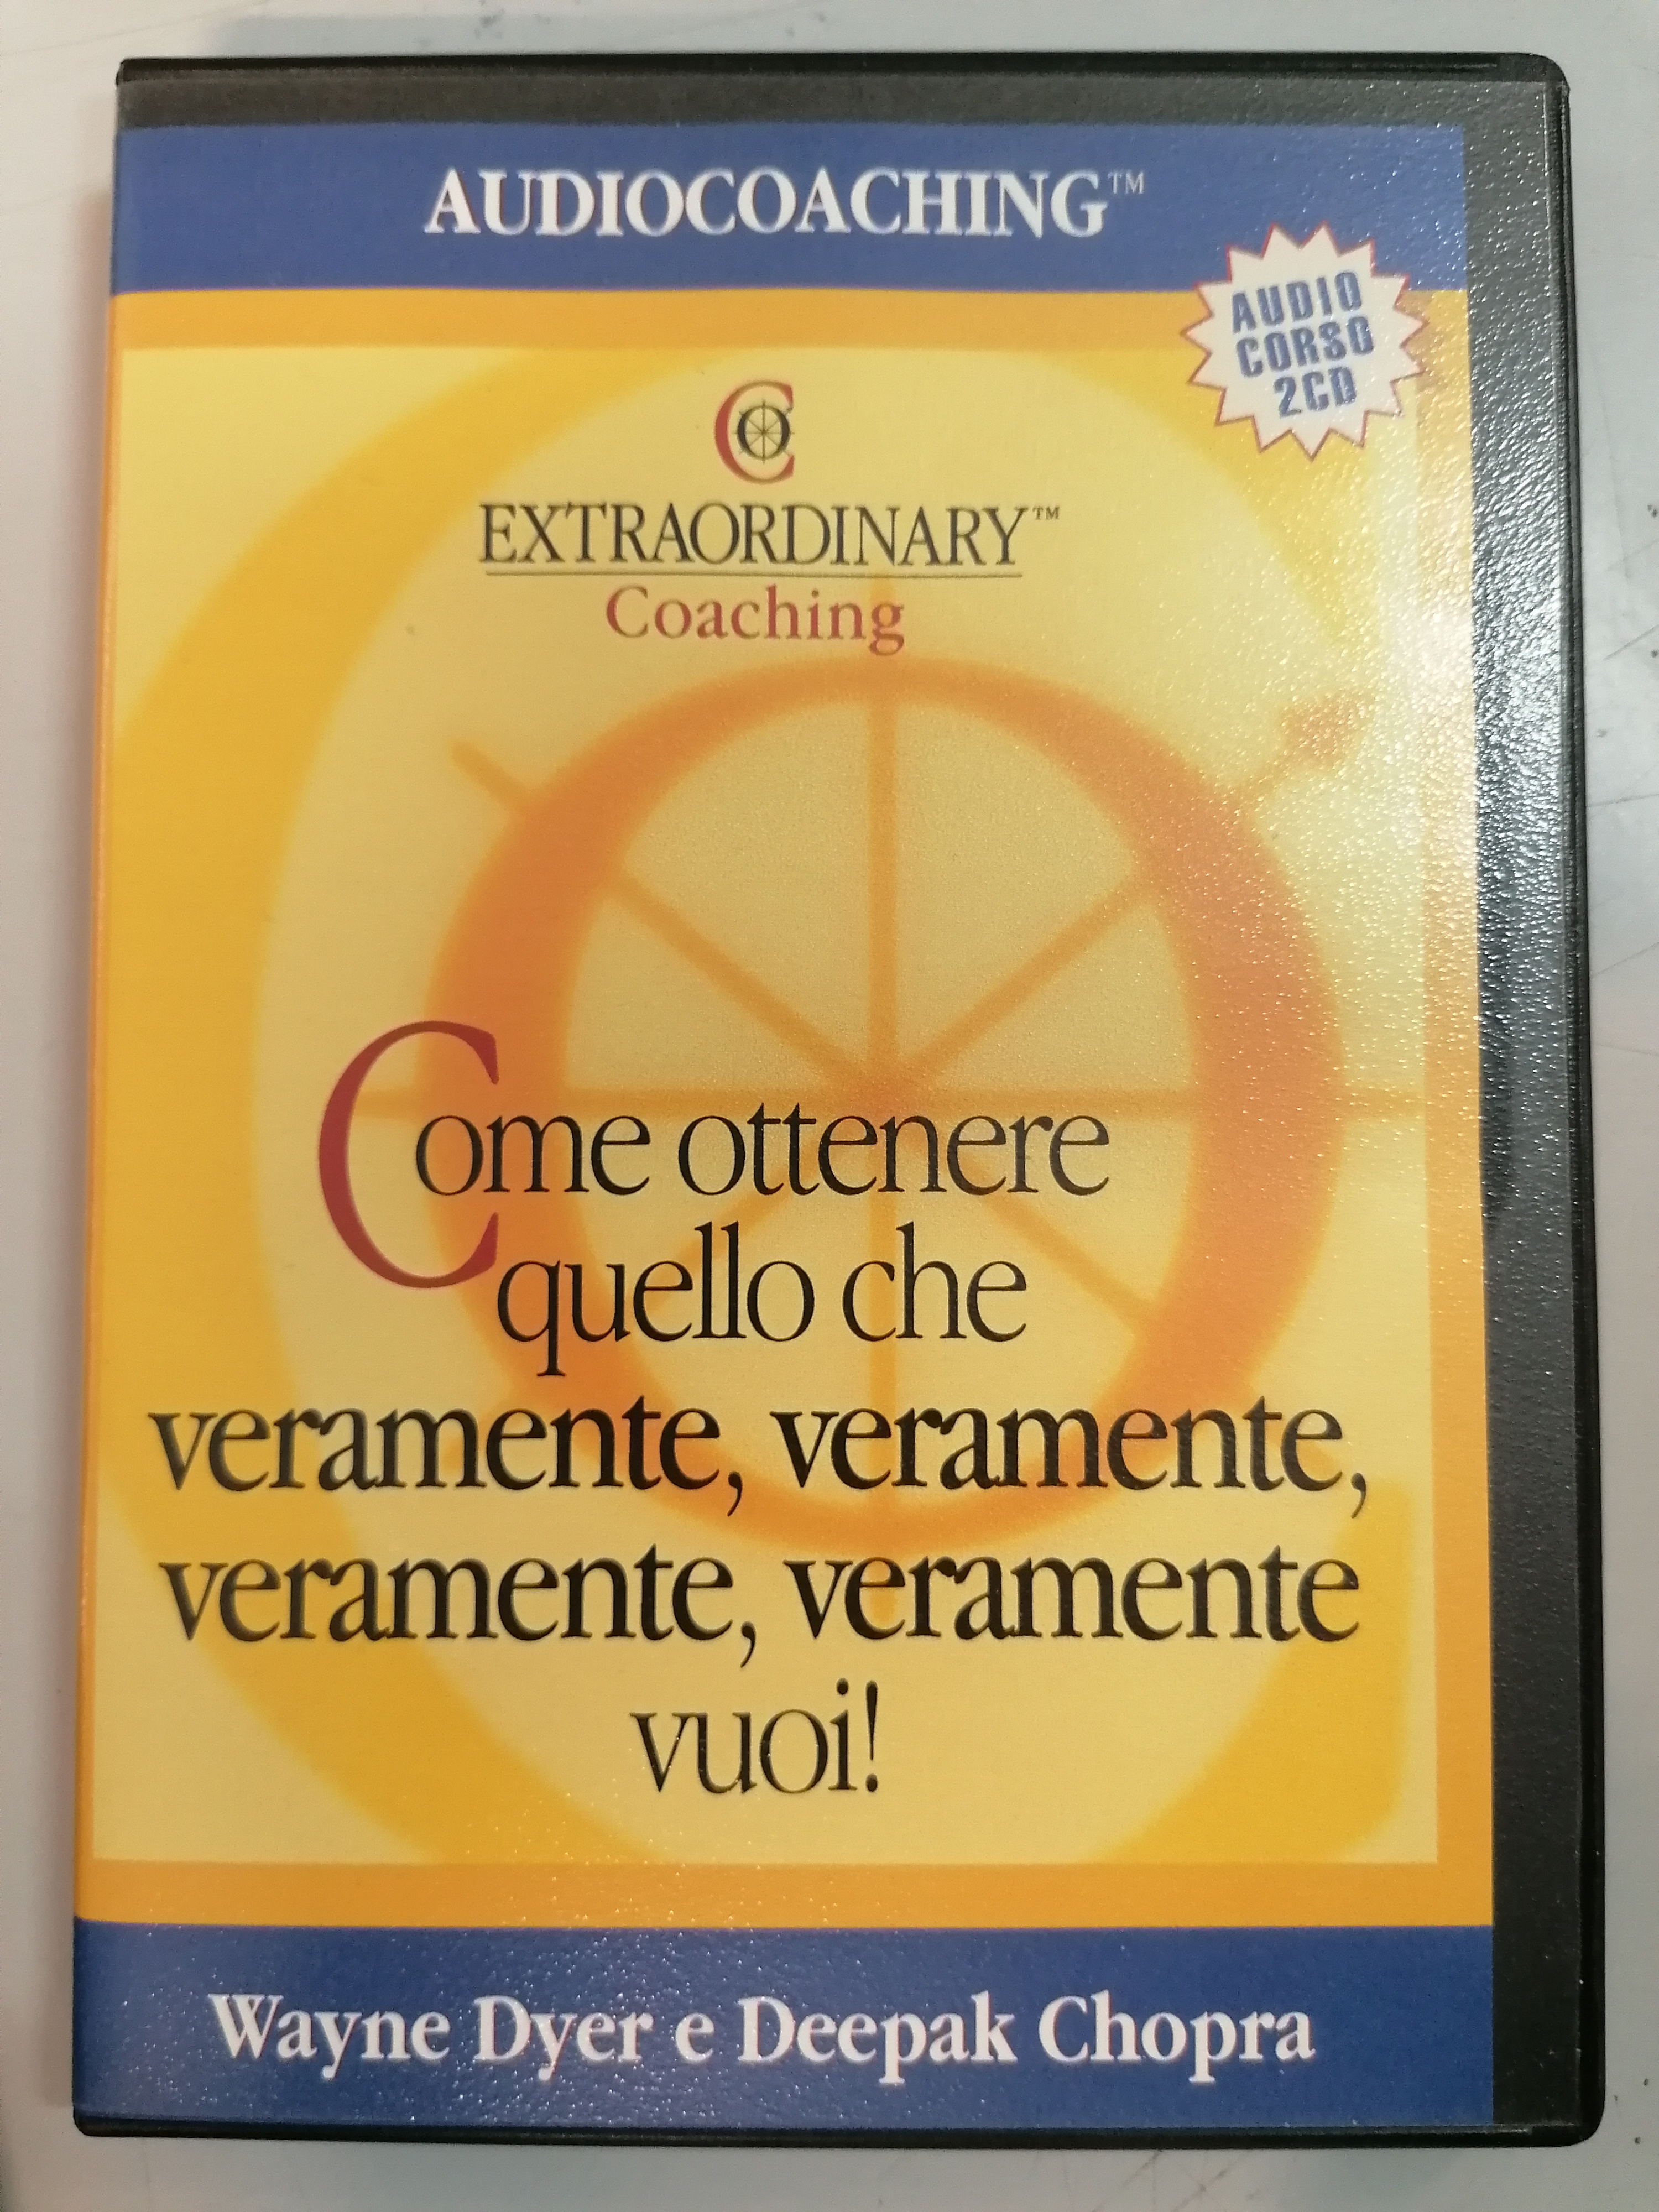 AUDIOCOACHING™
AUDIO
CORSO
2CD
CO
EXTRAORDINARY™
Coaching
Come ottenere
quello che
veramente, veramente,
veramente, veramente
vuoi!
Wayne Dyer e Deepak Chopra